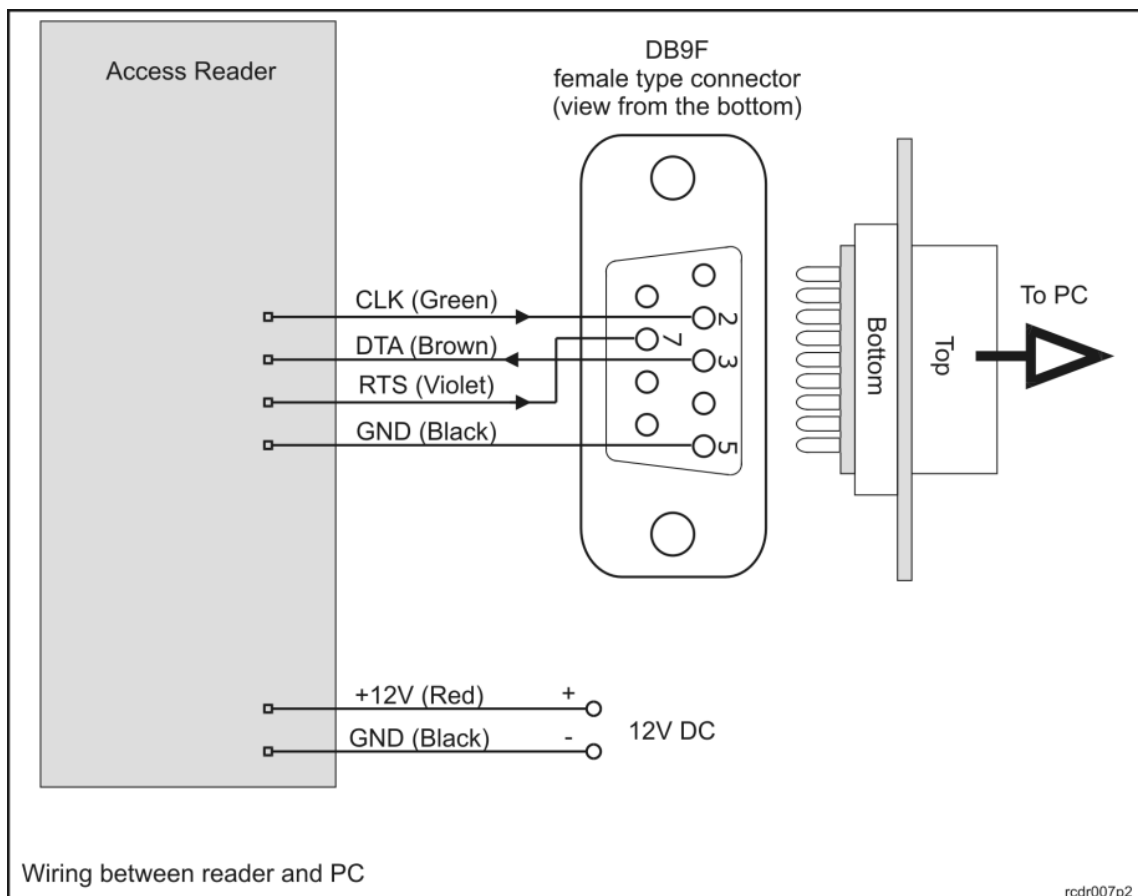 Access Reader
DB9F
female type connector
(view from the bottom)
CLK (Green)
DTA (Brown)
RTS (Violet)
GND (Black)
2
7
3
5
Bottom
Top
To PC
+12V (Red)
+
GND (Black)
-
12V DC
Wiring between reader and PC
rcdr007p2